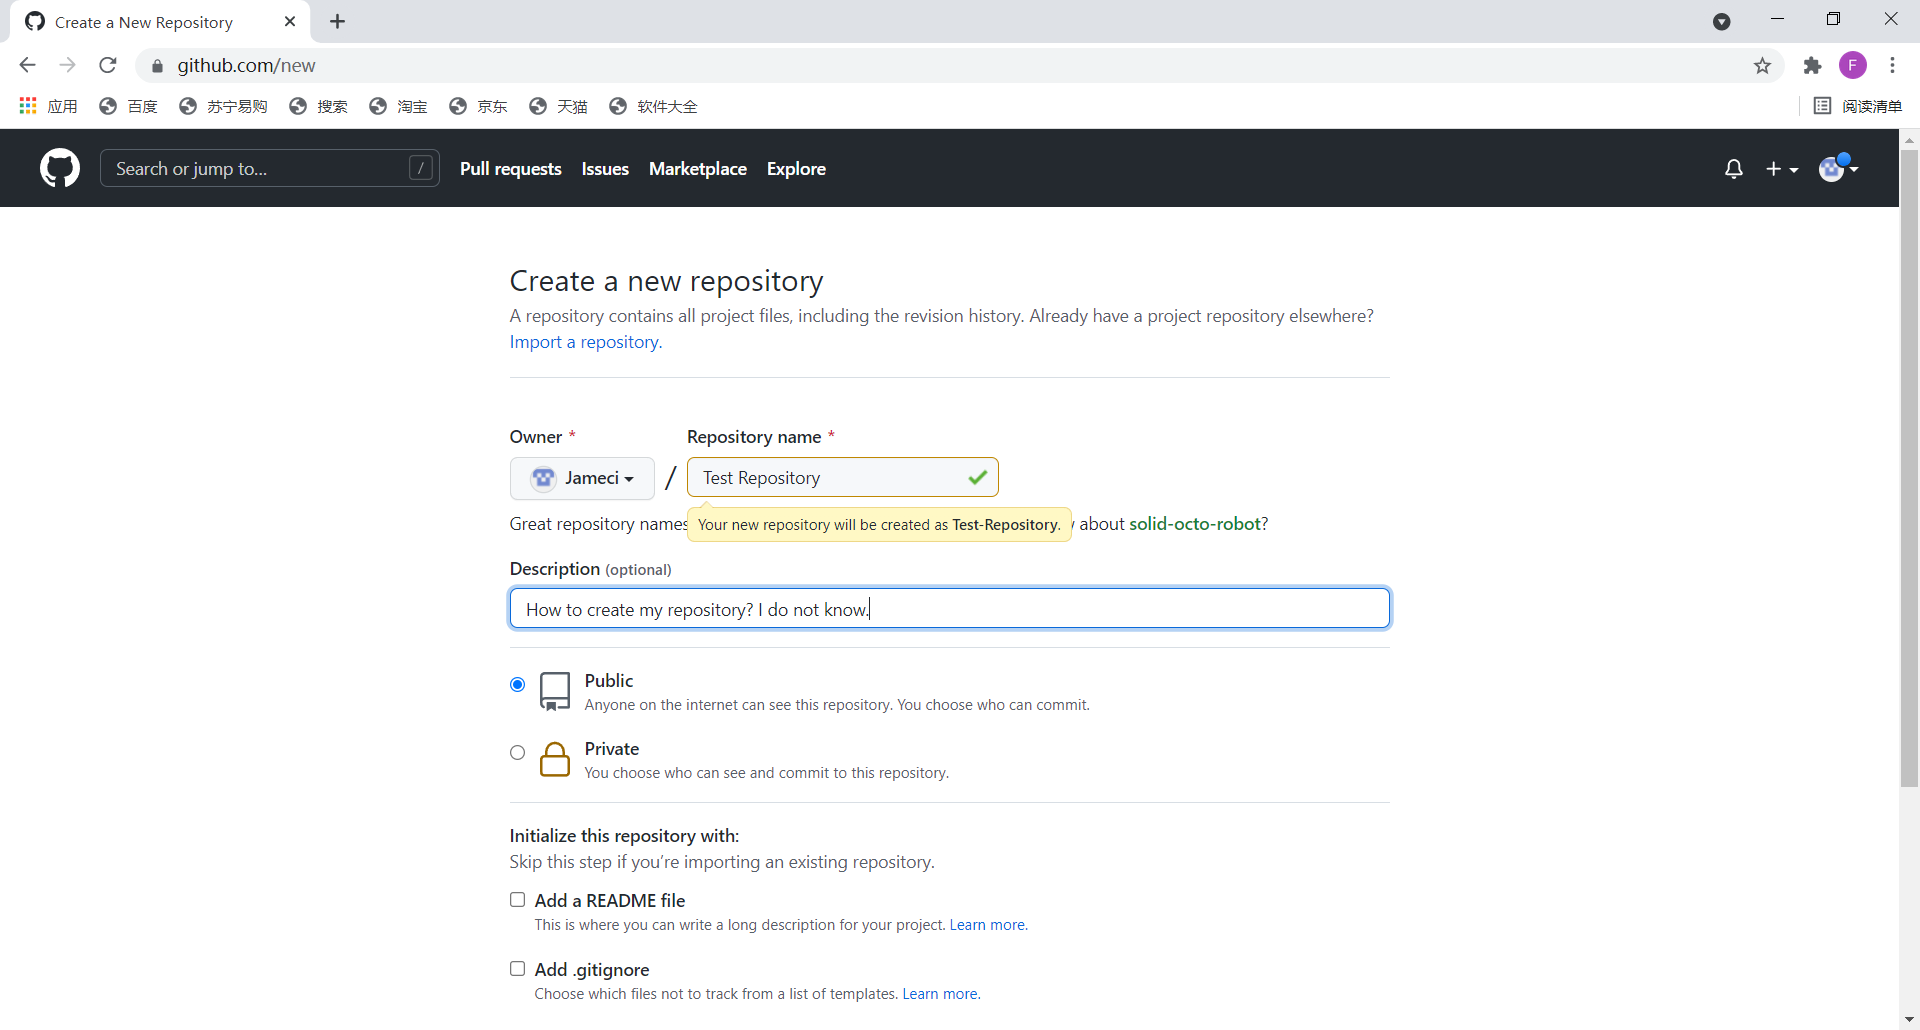 Create a New Repository
github.com/new
F
应用 百度 苏宁易购 搜索 淘宝 京东 天猫 软件大全 阅读清单
Search or jump to... / Pull requests Issues Marketplace Explore
Create a new repository
A repository contains all project files, including the revision history. Already have a project repository elsewhere?
Import a repository.
Owner * Repository name *
Jameci / Test Repository
Great repository names Your new repository will be created as Test-Repository. about solid-octo-robot?
Description (optional)
How to create my repository? I do not know.
Public
Anyone on the internet can see this repository. You choose who can commit.
Private
You choose who can see and commit to this repository.
Initialize this repository with:
Skip this step if you’re importing an existing repository.
Add a README file
This is where you can write a long description for your project. Learn more.
Add .gitignore
Choose which files not to track from a list of templates. Learn more.